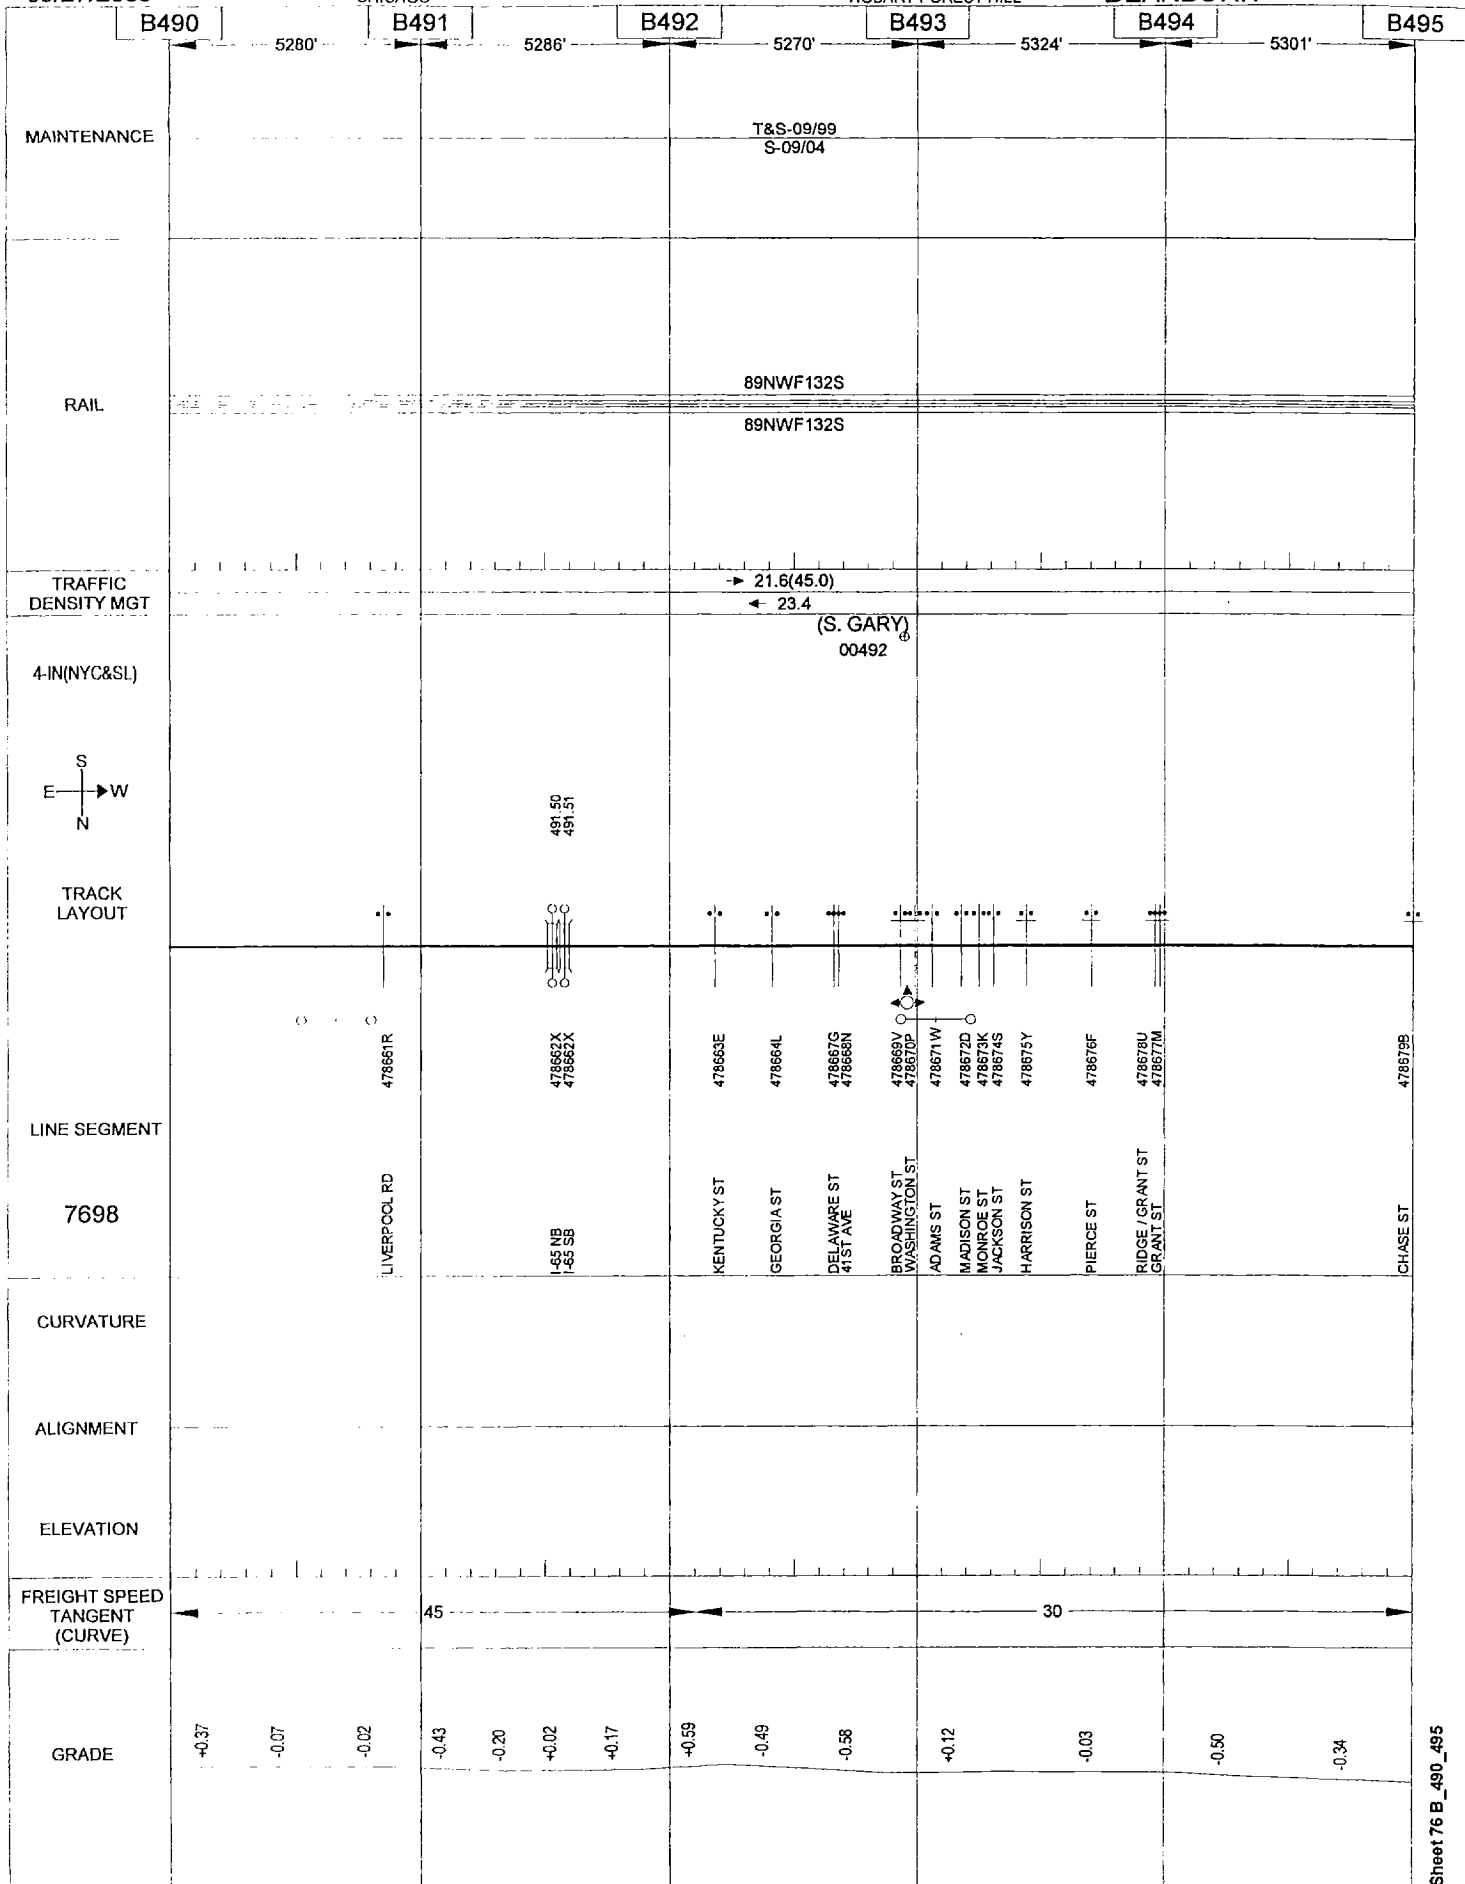 B490 B491 B492 B493 B494 B495
5280' 5286' 5270' 5324' 5301'
MAINTENANCE
T&S-09/99
S-09/04
RAIL
89NWF132S
89NWF132S
TRAFFIC
DENSITY MGT
21.6(45.0)
23.4
(S. GARY)
00492
4-IN(NYC&SL)
S
E W
N
491.50
491.51
TRACK
LAYOUT
478661R
478662X
478662X
478663E
478664L
478667G
478668N
478669V
478670P
478671W
478672D
478673K
478674S
478675Y
478676F
478678U
478677M
478679B
LINE SEGMENT
7698
LIVERPOOL RD
I-65 NB
I-65 SB
KENTUCKY ST
GEORGIA ST
DELAWARE ST
41ST AVE
BROADWAY ST
WASHINGTON ST
ADAMS ST
MADISON ST
MONROE ST
JACKSON ST
HARRISON ST
PIERCE ST
RIDGE / GRANT ST
GRANT ST
CHASE ST
CURVATURE
ALIGNMENT
ELEVATION
FREIGHT SPEED
TANGENT
(CURVE)
45 30
GRADE
+0.37 -0.07 -0.02 -0.43 -0.20 +0.02 +0.17 +0.59 -0.49 -0.58 +0.12 -0.03 -0.50 -0.34
Sheet 76 B_490_495